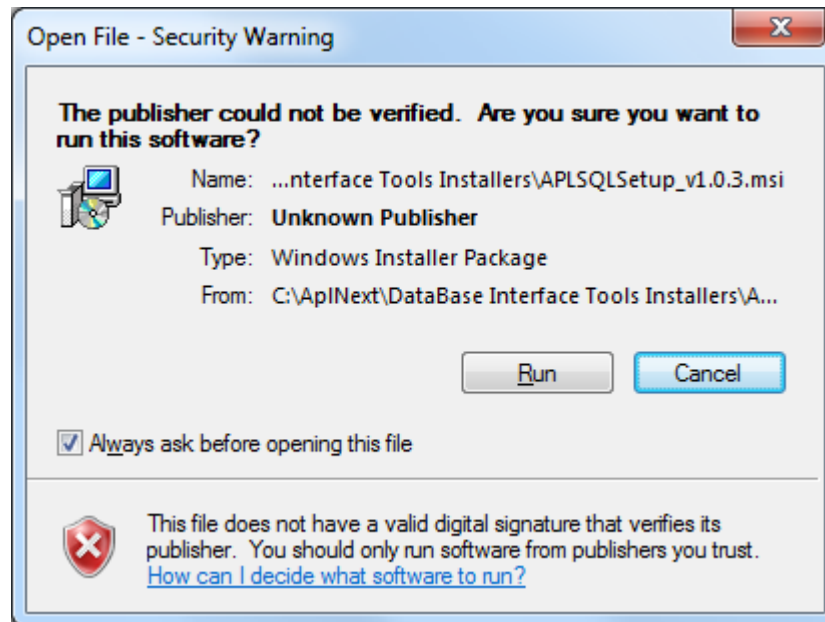 Open File - Security Warning
The publisher could not be verified.  Are you sure you want to
run this software?
Name: ...nterface Tools Installers\APLSQLSetup_v1.0.3.msi
Publisher: Unknown Publisher
Type: Windows Installer Package
From: C:\AplNext\DataBase Interface Tools Installers\A...
Run Cancel
Always ask before opening this file
This file does not have a valid digital signature that verifies its
publisher.  You should only run software from publishers you trust.
How can I decide what software to run?